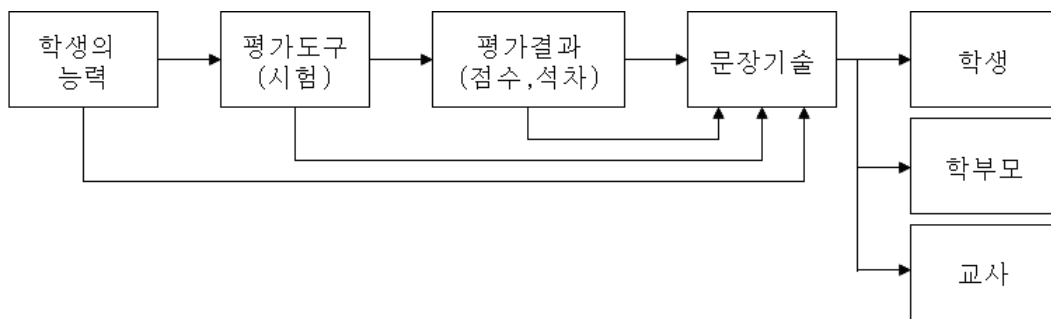 학생의
능력
평가도구
(시험)
평가결과
(점수,석차)
문장기술
학생
학부모
교사